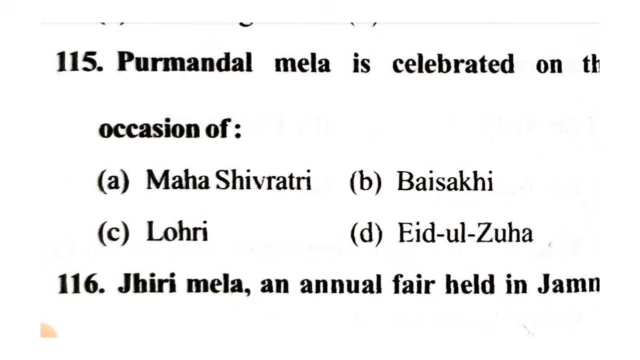 115. Purmandal mela is celebrated on th
occasion of :
(a) Maha Shivratri (b) Baisakhi
(c) Lohri (d) Eid-ul-Zuha
116. Jhiri mela, an annual fair held in Jamn